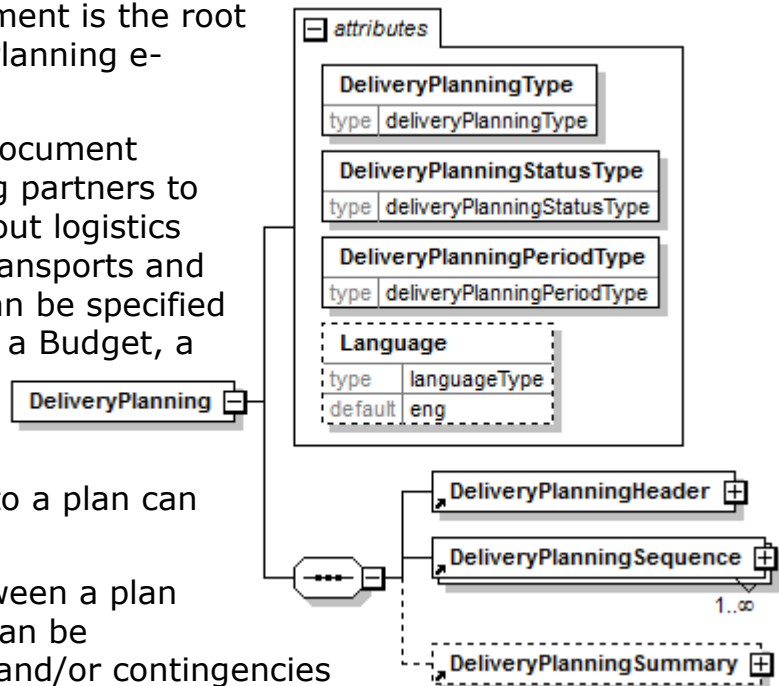 ment is the root
lanning e-
ocument
g partners to
out logistics
ransports and
an be specified
a Budget, a
to a plan can
ween a plan
an be
and/or contingencies
DeliveryPlanning
attributes
DeliveryPlanningType
type deliveryPlanningType
DeliveryPlanningStatusType
type deliveryPlanningStatusType
DeliveryPlanningPeriodType
type deliveryPlanningPeriodType
Language
type languageType
default eng
DeliveryPlanningHeader
DeliveryPlanningSequence
1..∞
DeliveryPlanningSummary